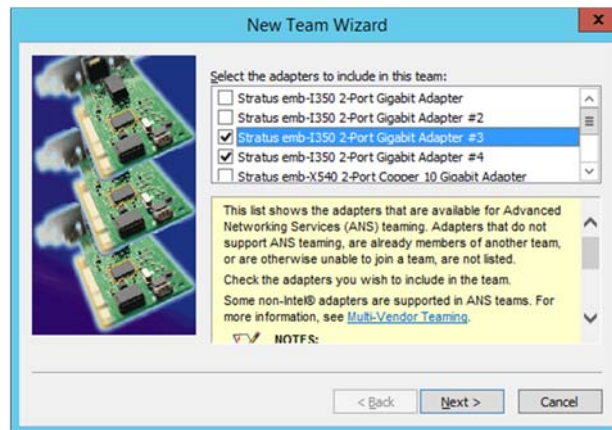 New Team Wizard
x
Select the adapters to include in this team:
Stratus emb-I350 2-Port Gigabit Adapter
Stratus emb-I350 2-Port Gigabit Adapter #2
Stratus emb-I350 2-Port Gigabit Adapter #3
Stratus emb-I350 2-Port Gigabit Adapter #4
Stratus emb-X540 2-Port Copper 10 Gigabit Adapter
This list shows the adapters that are available for Advanced
Networking Services (ANS) teaming. Adapters that do not
support ANS teaming, are already members of another team,
or are otherwise unable to join a team, are not listed.
Check the adapters you wish to include in the team.
Some non-Intel® adapters are supported in ANS teams. For
more information, see Multi-Vendor Teaming.
NOTES:
< Back
Next >
Cancel